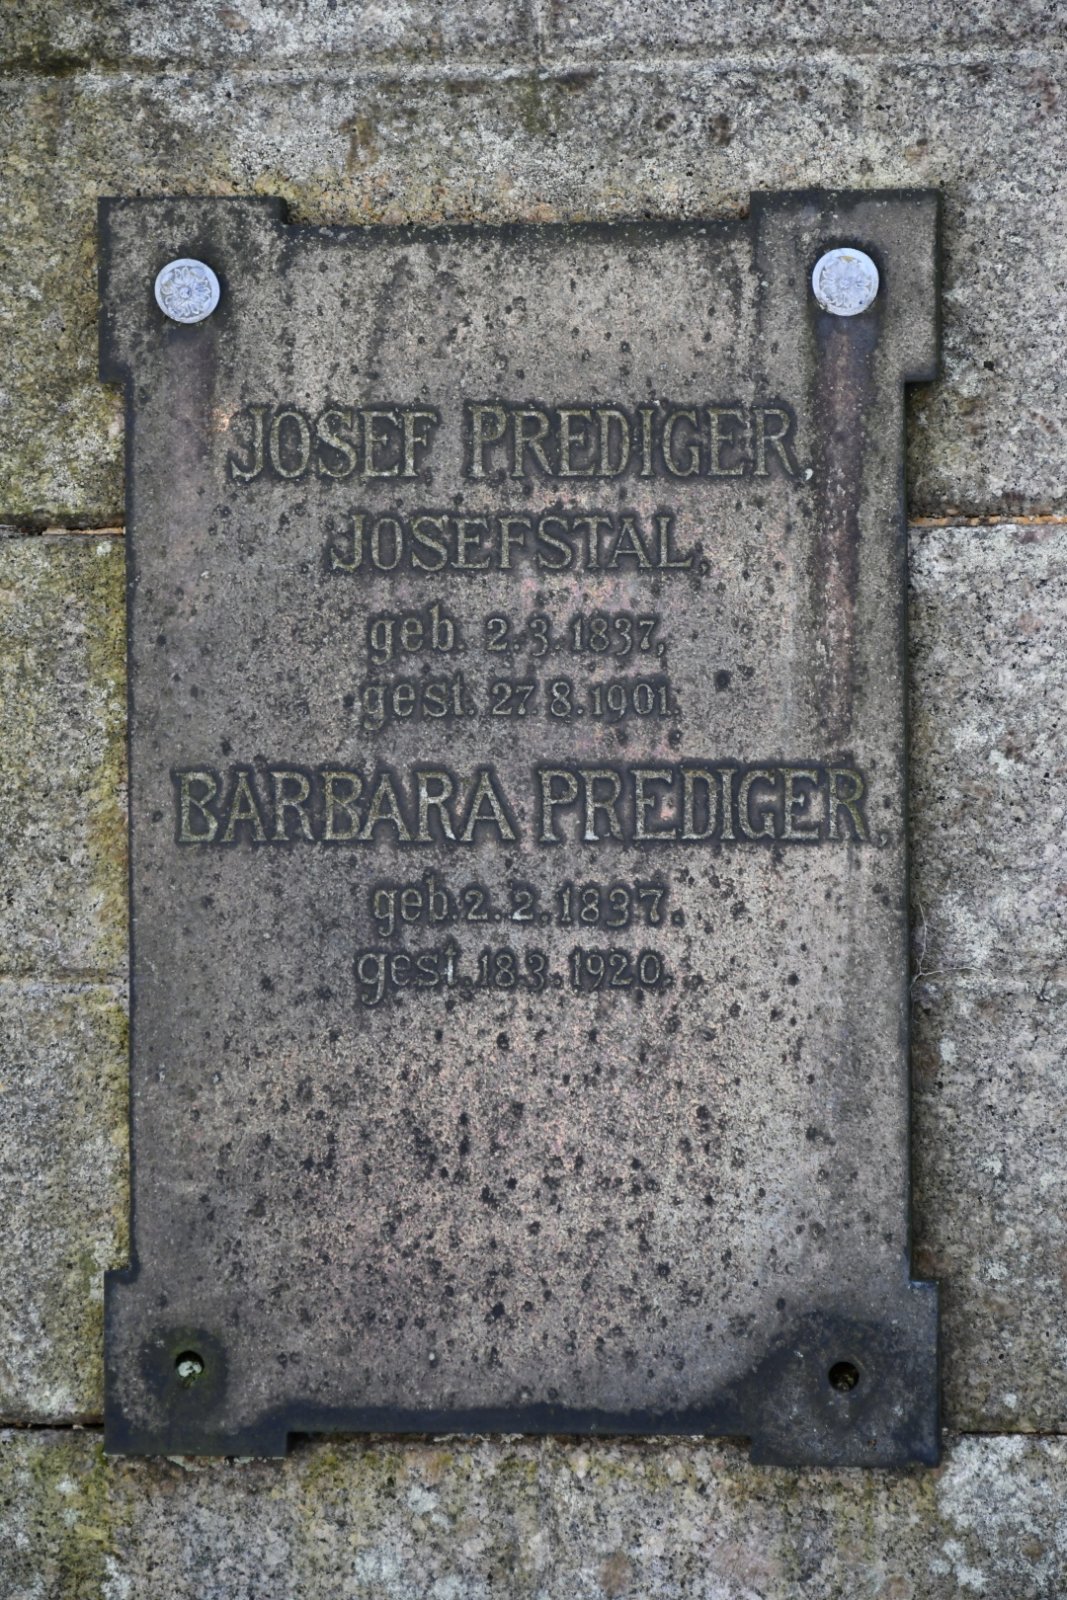 JOSEF PREDIGER
JOSEFSTAL,
geb. 2.3.1837,
gest. 27.8.1901.
BARBARA PREDIGER,
geb. 2. 2. 1837.
gest. 18.3.1920.